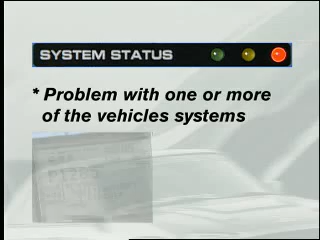 SYSTEM STATUS
* Problem with one or more
of the vehicles systems